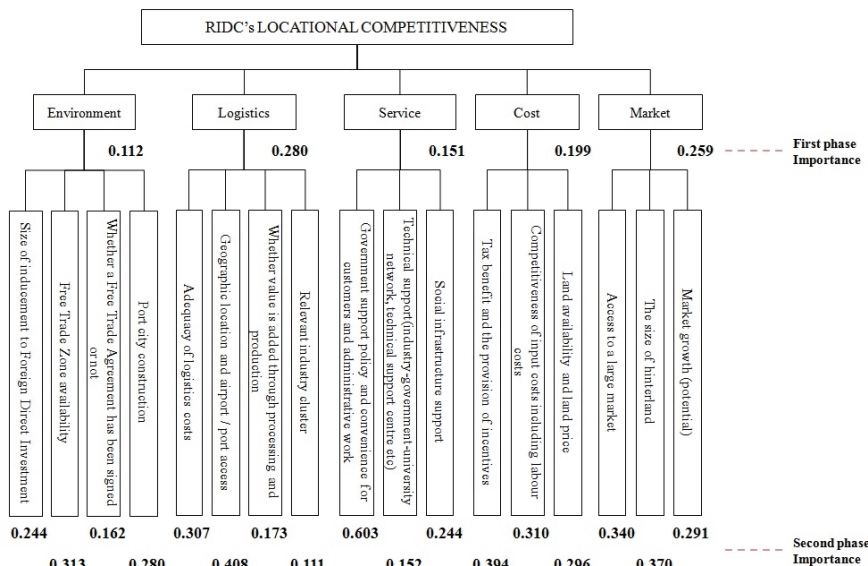 RIDC's LOCATIONAL COMPETITIVENESS
Environment
Logistics
Service
Cost
Market
0.112
0.280
0.151
0.199
0.259
First phase
Importance
Size of inducement to Foreign Direct Investment
Free Trade Zone availability
Whether a Free Trade Agreement has been signed
or not
Port city construction
Adequacy of logistics costs
Geographic location and airport / port access
Whether value is added through processing and
production
Relevant industry cluster
Government support policy and convenience for
customers and administrative work
Technical support(industry-government-university
network, technical support centre etc)
Social infrastructure support
Tax benefit and the provision of incentives
Competitiveness of input costs including labour
costs
Land availability and land price
Access to a large market
The size of hinterland
Market growth (potential)
0.244
0.162
0.307
0.173
0.603
0.244
0.310
0.340
0.291
Second phase
Importance
0.313
0.280
0.408
0.111
0.152
0.394
0.296
0.370